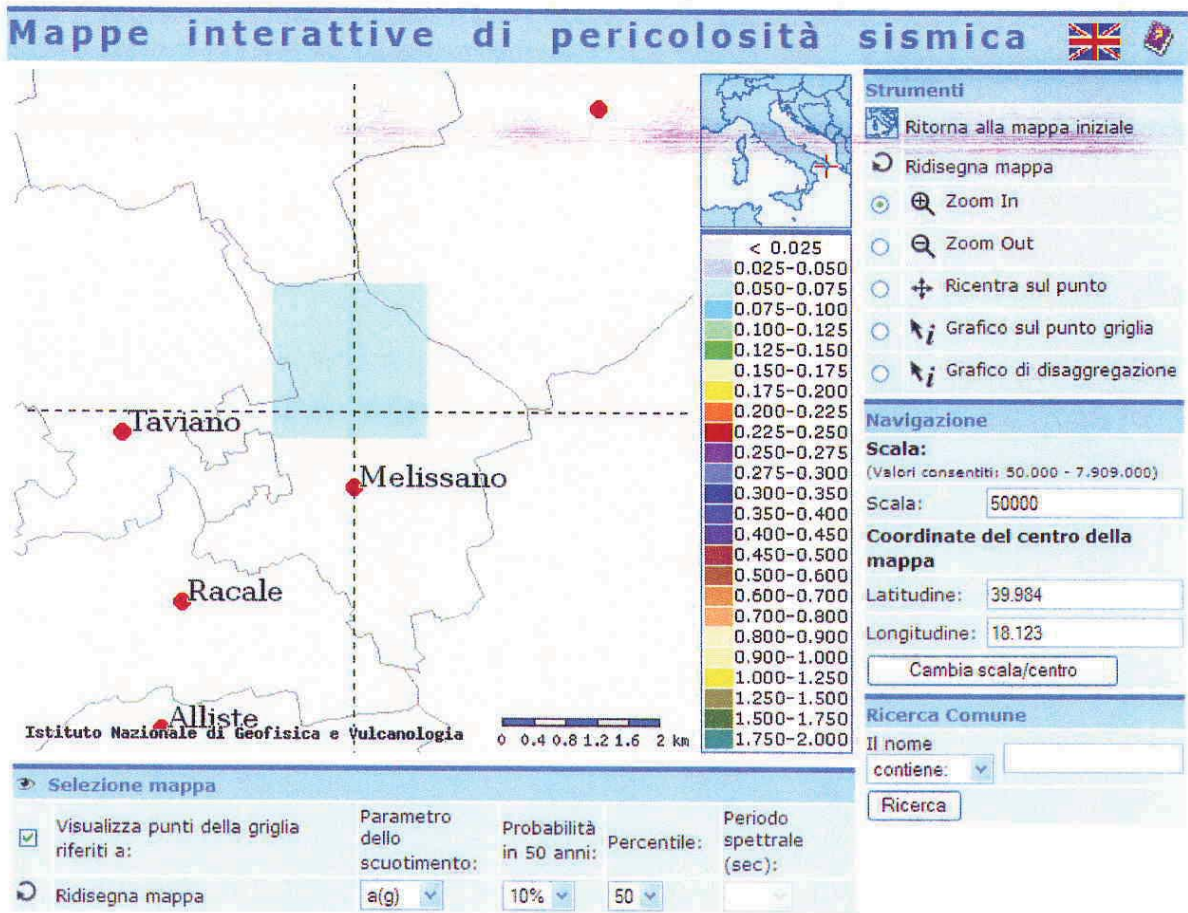 Mappe interattive di pericolosità sismica
Taviano
Melissano
Racale
Alliste
Istituto Nazionale di Geofisica e Vulcanologia
0 0.4 0.8 1.2 1.6 2 km
< 0.025
0.025-0.050
0.050-0.075
0.075-0.100
0.100-0.125
0.125-0.150
0.150-0.175
0.175-0.200
0.200-0.225
0.225-0.250
0.250-0.275
0.275-0.300
0.300-0.350
0.350-0.400
0.400-0.450
0.450-0.500
0.500-0.600
0.600-0.700
0.700-0.800
0.800-0.900
0.900-1.000
1.000-1.250
1.250-1.500
1.500-1.750
1.750-2.000
Strumenti
Ritorna alla mappa iniziale
Ridisegna mappa
Zoom In
Zoom Out
Ricentra sul punto
Grafico sul punto griglia
Grafico di disaggregazione
Navigazione
Scala:
(Valori consentiti: 50.000 - 7.909.000)
Scala: 50000
Coordinate del centro della
mappa
Latitudine: 39.984
Longitudine: 18.123
Cambia scala/centro
Ricerca Comune
Il nome
contiene:
Ricerca
Selezione mappa
Visualizza punti della griglia
riferiti a:
Parametro
dello
scuotimento:
Probabilità
in 50 anni:
Percentile:
Periodo
spettrale
(sec):
Ridisegna mappa
a(g)
10%
50